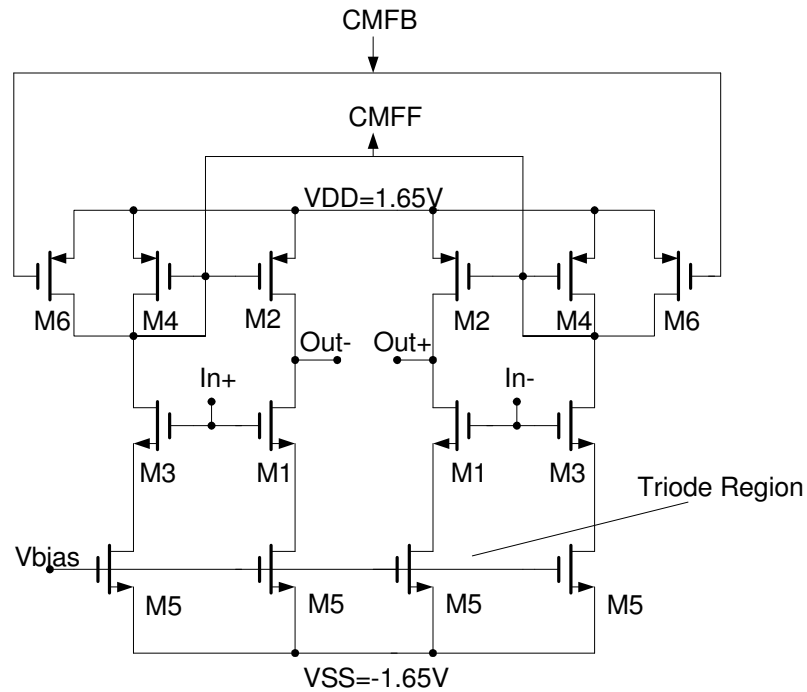 CMFB
CMFF
VDD=1.65V
M6
M4
M2
M2
M4
M6
Out-
Out+
In+
In-
M3
M1
M1
M3
Triode Region
Vbias
M5
M5
M5
M5
VSS=-1.65V